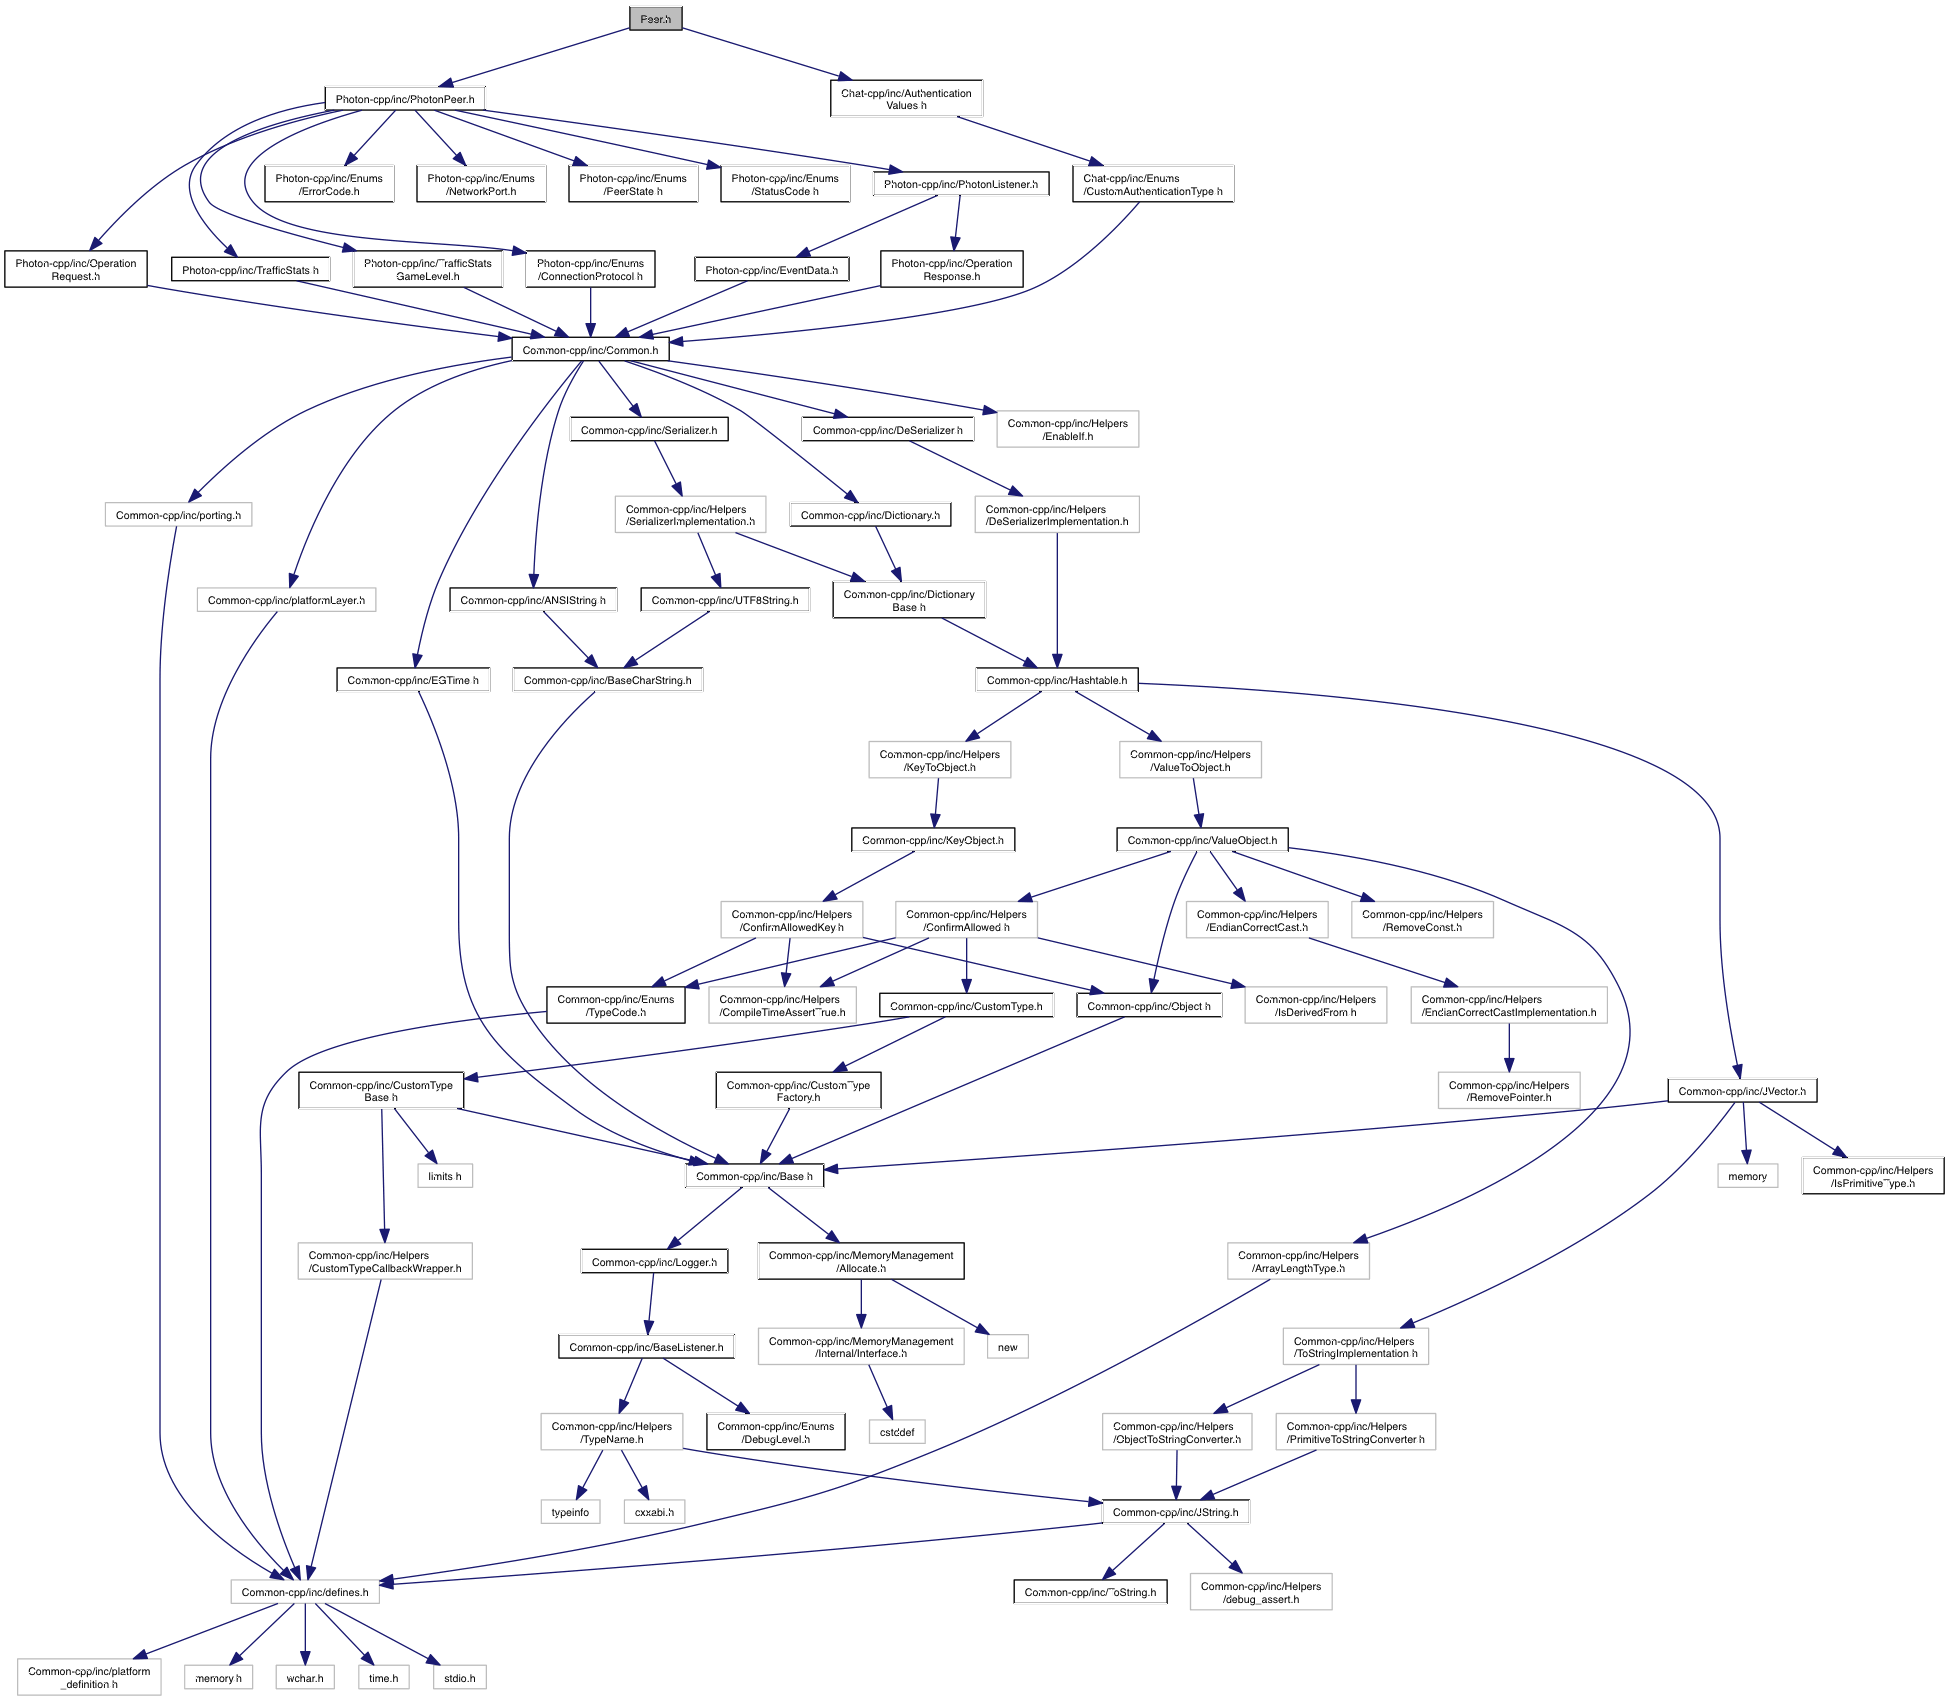 Peer.h
Photon-cpp/inc/PhotonPeer.h
Chat-cpp/inc/Authentication
Values.h
Photon-cpp/inc/Enums
/ErrorCode.h
Photon-cpp/inc/Enums
/NetworkPort.h
Photon-cpp/inc/Enums
/PeerState.h
Photon-cpp/inc/Enums
/StatusCode.h
Photon-cpp/inc/PhotonListener.h
Chat-cpp/inc/Enums
/CustomAuthenticationType.h
Photon-cpp/inc/Operation
Request.h
Photon-cpp/inc/TrafficStats.h
Photon-cpp/inc/TrafficStats
GameLevel.h
Photon-cpp/inc/Enums
/ConnectionProtocol.h
Photon-cpp/inc/EventData.h
Photon-cpp/inc/Operation
Response.h
Common-cpp/inc/Common.h
Common-cpp/inc/Serializer.h
Common-cpp/inc/DeSerializer.h
Common-cpp/inc/Helpers
/EnableIf.h
Common-cpp/inc/porting.h
Common-cpp/inc/Helpers
/SerializerImplementation.h
Common-cpp/inc/Dictionary.h
Common-cpp/inc/Helpers
/DeSerializerImplementation.h
Common-cpp/inc/platformLayer.h
Common-cpp/inc/ANSIString.h
Common-cpp/inc/UTF8String.h
Common-cpp/inc/Dictionary
Base.h
Common-cpp/inc/EGTime.h
Common-cpp/inc/BaseCharString.h
Common-cpp/inc/Hashtable.h
Common-cpp/inc/Helpers
/KeyToObject.h
Common-cpp/inc/Helpers
/ValueToObject.h
Common-cpp/inc/KeyObject.h
Common-cpp/inc/ValueObject.h
Common-cpp/inc/Helpers
/ConfirmAllowedKey.h
Common-cpp/inc/Helpers
/ConfirmAllowed.h
Common-cpp/inc/Helpers
/EndianCorrectCast.h
Common-cpp/inc/Helpers
/RemoveConst.h
Common-cpp/inc/Enums
/TypeCode.h
Common-cpp/inc/Helpers
/CompileTimeAssertTrue.h
Common-cpp/inc/CustomType.h
Common-cpp/inc/Object.h
Common-cpp/inc/Helpers
/IsDerivedFrom.h
Common-cpp/inc/Helpers
/EndianCorrectCastImplementation.h
Common-cpp/inc/CustomType
Base.h
Common-cpp/inc/CustomType
Factory.h
Common-cpp/inc/Helpers
/RemovePointer.h
Common-cpp/inc/JVector.h
limits.h
Common-cpp/inc/Base.h
memory
Common-cpp/inc/Helpers
/IsPrimitiveType.h
Common-cpp/inc/Helpers
/CustomTypeCallbackWrapper.h
Common-cpp/inc/Logger.h
Common-cpp/inc/MemoryManagement
/Allocate.h
Common-cpp/inc/Helpers
/ArrayLengthType.h
Common-cpp/inc/BaseListener.h
Common-cpp/inc/MemoryManagement
/Internal/Interface.h
new
Common-cpp/inc/Helpers
/ToStringImplementation.h
Common-cpp/inc/Helpers
/TypeName.h
Common-cpp/inc/Enums
/DebugLevel.h
cstddef
Common-cpp/inc/Helpers
/ObjectToStringConverter.h
Common-cpp/inc/Helpers
/PrimitiveToStringConverter.h
typeinfo
cxxabi.h
Common-cpp/inc/JString.h
Common-cpp/inc/defines.h
Common-cpp/inc/ToString.h
Common-cpp/inc/Helpers
/debug_assert.h
Common-cpp/inc/platform
_definition.h
memory.h
wchar.h
time.h
stdio.h